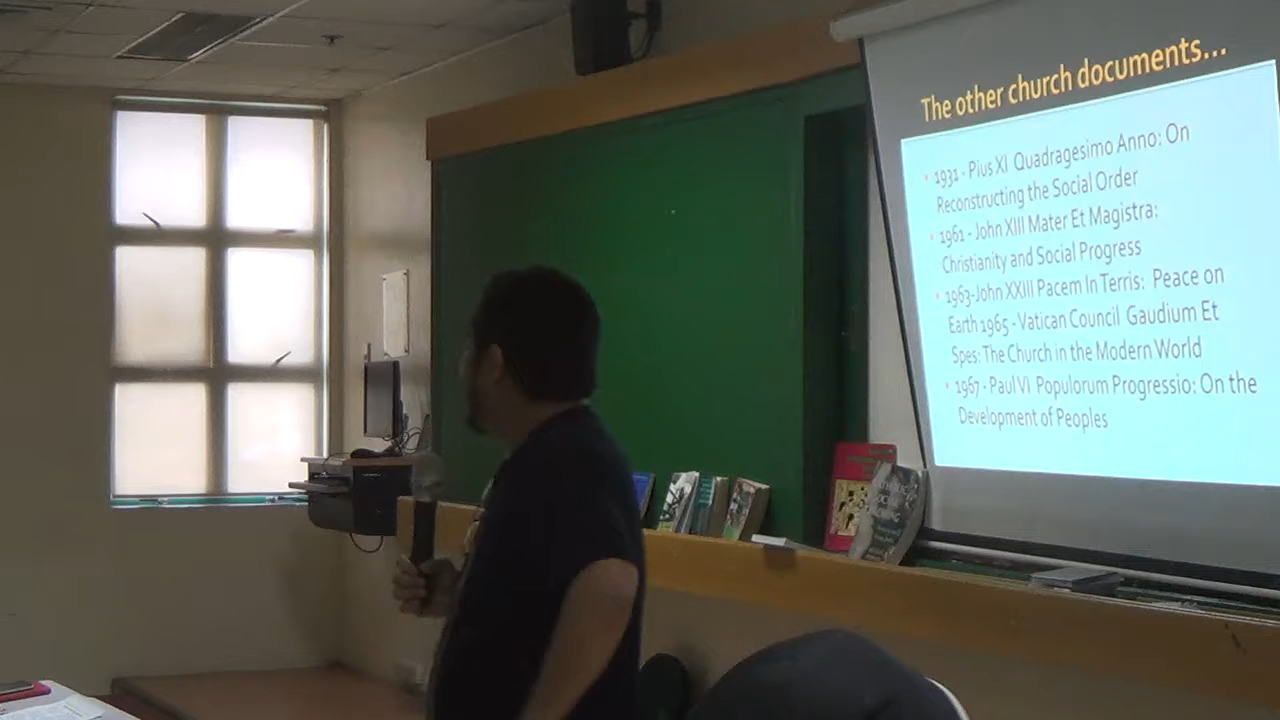 The other church documents...
• 1931 - Pius XI Quadragesimo Anno: On
Reconstructing the Social Order
• 1961 - John XIII Mater Et Magistra:
Christianity and Social Progress
• 1963-John XXIII Pacem In Terris: Peace on
Earth 1965 - Vatican Council Gaudium Et
Spes: The Church in the Modern World
• 1967 - Paul VI Populorum Progressio: On the
Development of Peoples